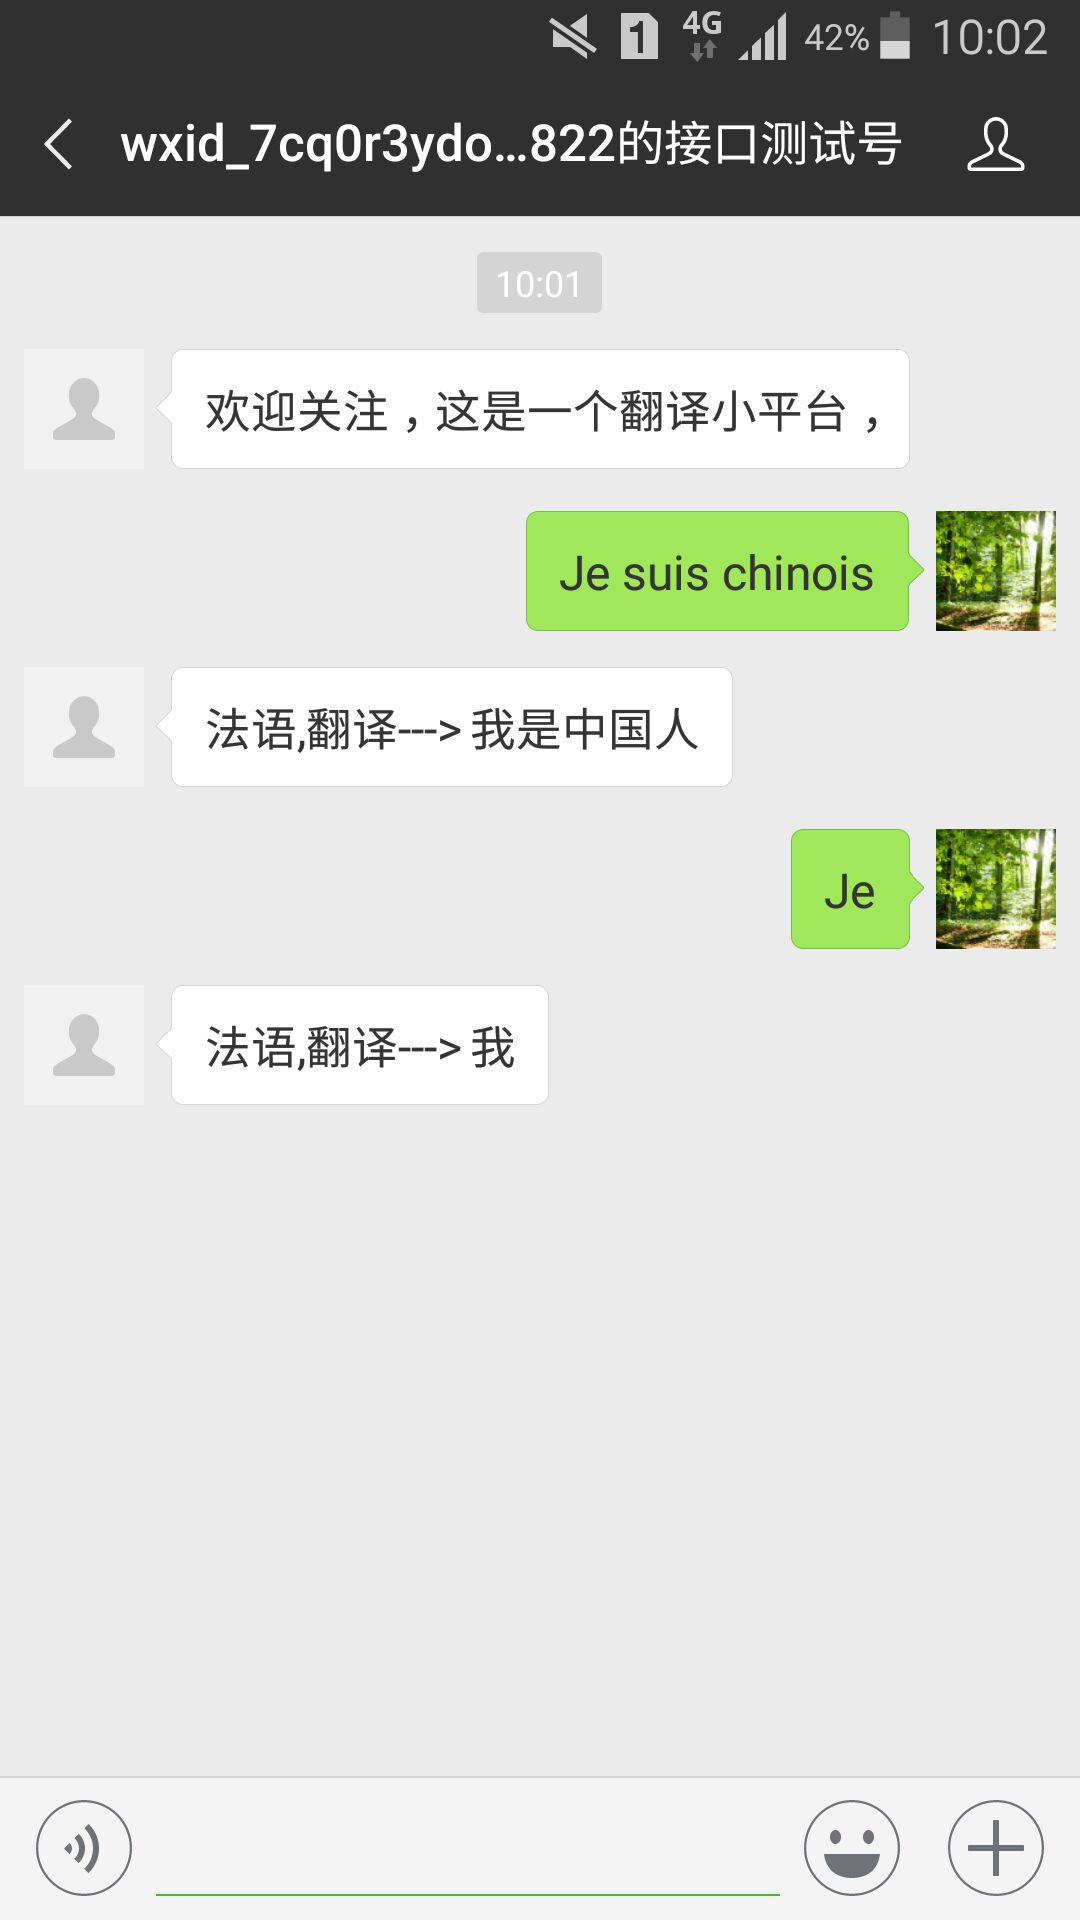 4G 42% 10:02
1
wxid_7cq0r3ydo...822的接口测试号
10:01
欢迎关注，这是一个翻译小平台，
Je suis chinois
法语,翻译---> 我是中国人
Je
法语,翻译---> 我